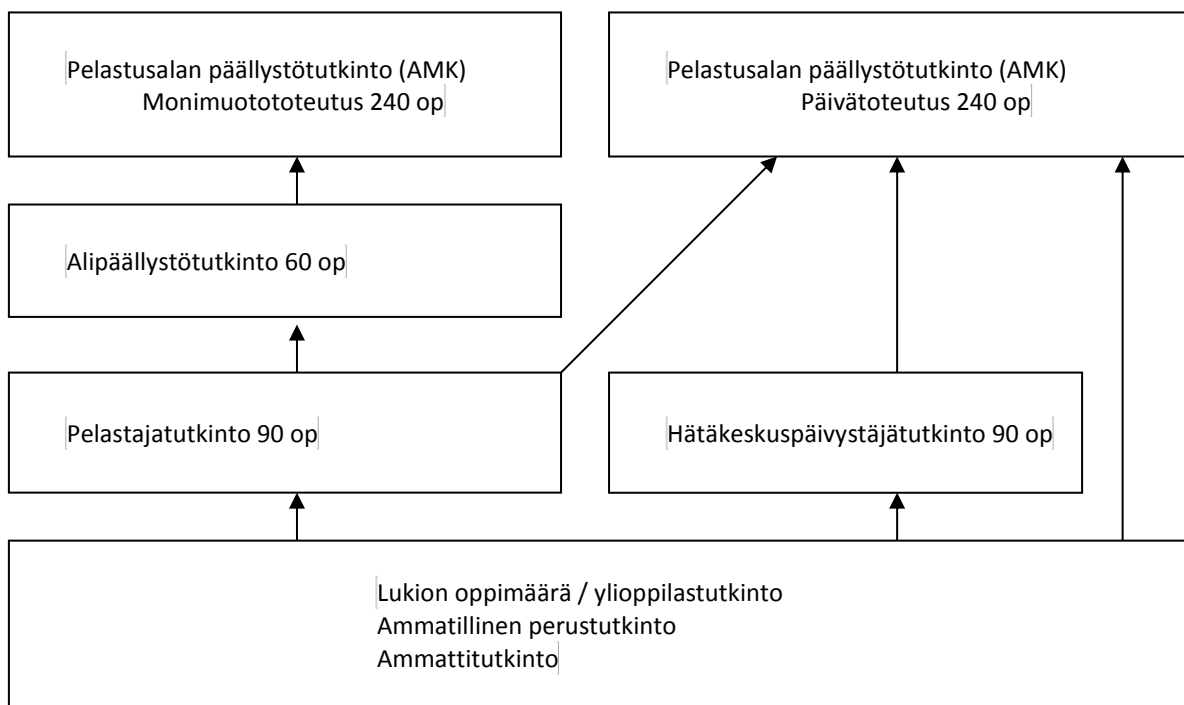 Pelastusalan päällystötutkinto (AMK)
Monimuotototeutus 240 op
Pelastusalan päällystötutkinto (AMK)
Päivätoteutus 240 op
Alipäällystötutkinto 60 op
Pelastajatutkinto 90 op
Hätäkeskuspäivystäjätutkinto 90 op
Lukion oppimäärä / ylioppilastutkinto
Ammatillinen perustutkinto
Ammattitutkinto